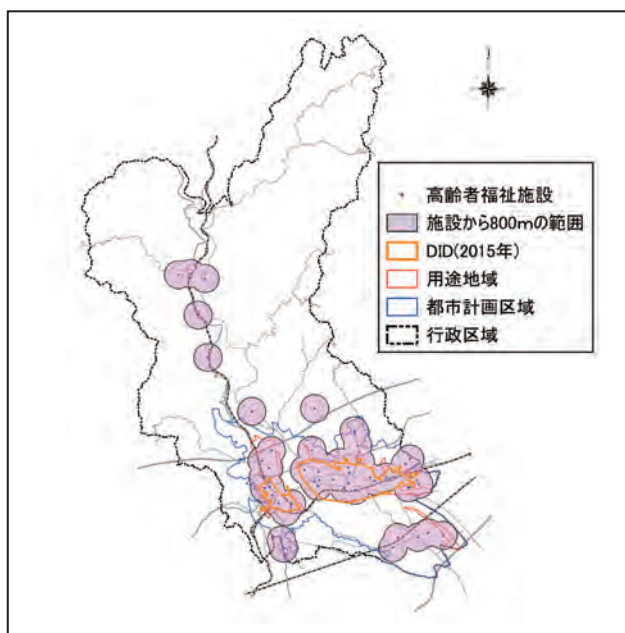 高齢者福祉施設
施設から800mの範囲
DID(2015年)
用途地域
都市計画区域
行政区域